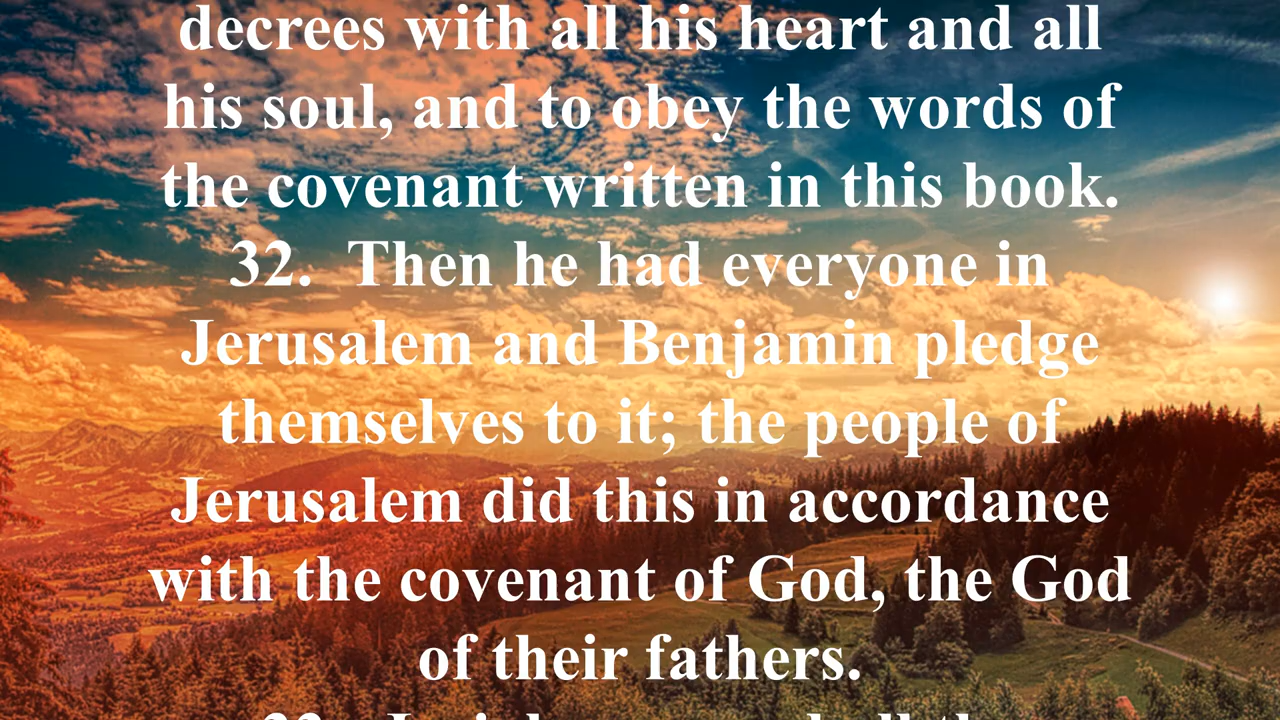 decrees with all his heart and all
his soul, and to obey the words of
the covenant written in this book.
32. Then he had everyone in
Jerusalem and Benjamin pledge
themselves to it; the people of
Jerusalem did this in accordance
with the covenant of God, the God
of their fathers.